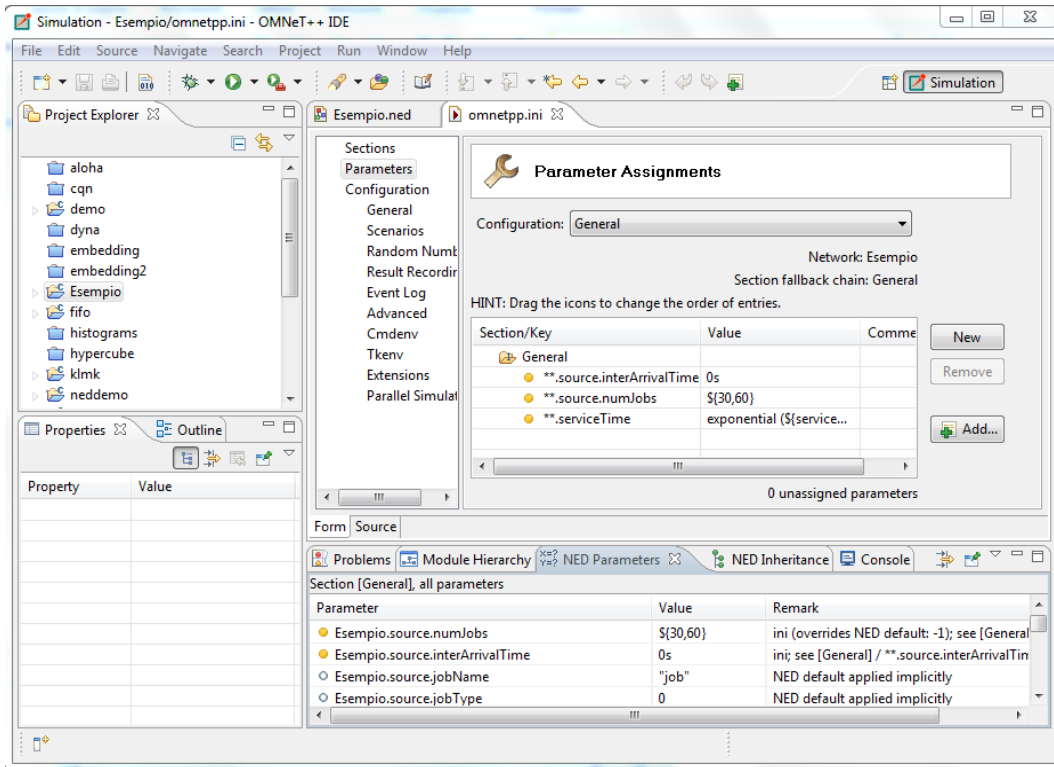 Simulation - Esempio/omnetpp.ini - OMNeT++ IDE
File Edit Source Navigate Search Project Run Window Help
Simulation
Project Explorer
aloha
cqn
demo
dyna
embedding
embedding2
Esempio
fifo
histograms
hypercube
klmk
neddemo
Properties Outline
Property Value
Esempio.ned omnetpp.ini
Sections
Parameters
Configuration
General
Scenarios
Random Numb
Result Recordin
Event Log
Advanced
Cmdenv
Tkenv
Extensions
Parallel Simulat
Parameter Assignments
Configuration: General
Network: Esempio
Section fallback chain: General
HINT: Drag the icons to change the order of entries.
Section/Key Value Comme
General
**.source.interArrivalTime 0s
**.source.numJobs ${30,60}
**.serviceTime exponential (${service...
New
Remove
Add...
0 unassigned parameters
Form Source
Problems Module Hierarchy NED Parameters NED Inheritance Console
Section [General], all parameters
Parameter Value Remark
Esempio.source.numJobs ${30,60} ini (overrides NED default: -1); see [General
Esempio.source.interArrivalTime 0s ini; see [General] / **.source.interArrivalTim
Esempio.source.jobName "job" NED default applied implicitly
Esempio.source.jobType 0 NED default applied implicitly